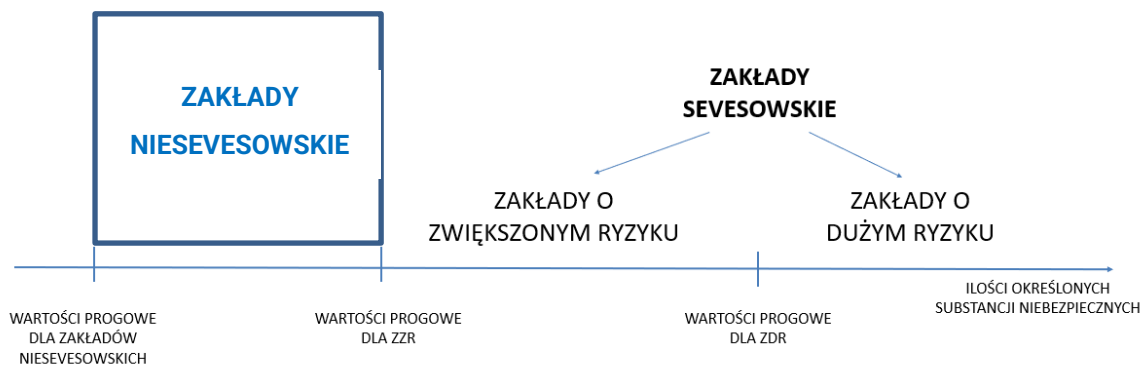 ZAKŁADY
NIESEVESOWSKIE
ZAKŁADY
SEVESOWSKIE
ZAKŁADY O
ZWIĘKSZONYM RYZYKU
ZAKŁADY O
DUŻYM RYZYKU
WARTOŚCI PROGOWE
DLA ZAKŁADÓW
NIESEVESOWSKICH
WARTOŚCI PROGOWE
DLA ZZR
WARTOŚCI PROGOWE
DLA ZDR
ILOŚCI OKREŚLONYCH
SUBSTANCJI NIEBEZPIECZNYCH